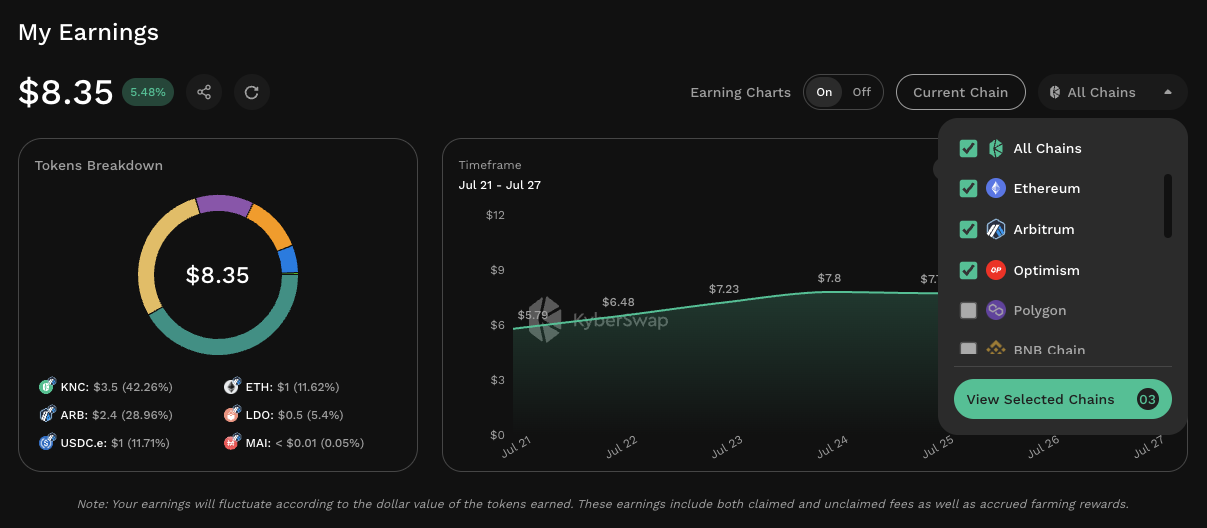 My Earnings
$8.35 5.48%
Earning Charts On Off Current Chain All Chains
All Chains
Ethereum
Arbitrum
OP Optimism
Polygon
BNB Chain
View Selected Chains 03
Tokens Breakdown
$8.35
KNC: $3.5 (42.26%) ETH: $1 (11.62%)
ARB: $2.4 (28.96%) LDO: $0.5 (5.4%)
USDC.e: $1 (11.71%) MAI: < $0.01 (0.05%)
Timeframe
Jul 21 - Jul 27
$12
$9
$6
$3
$0
$5.79 $6.48 $7.23 $7.8
KyberSwap
Jul 21 Jul 22 Jul 23 Jul 24 Jul 25 Jul 26 Jul 27
Note: Your earnings will fluctuate according to the dollar value of the tokens earned. These earnings include both claimed and unclaimed fees as well as accrued farming rewards.